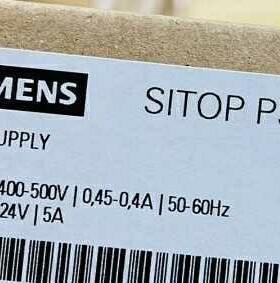 MENS SITOP P
UPPLY
400-500V | 0,45-0,4A | 50-60Hz
24V | 5A